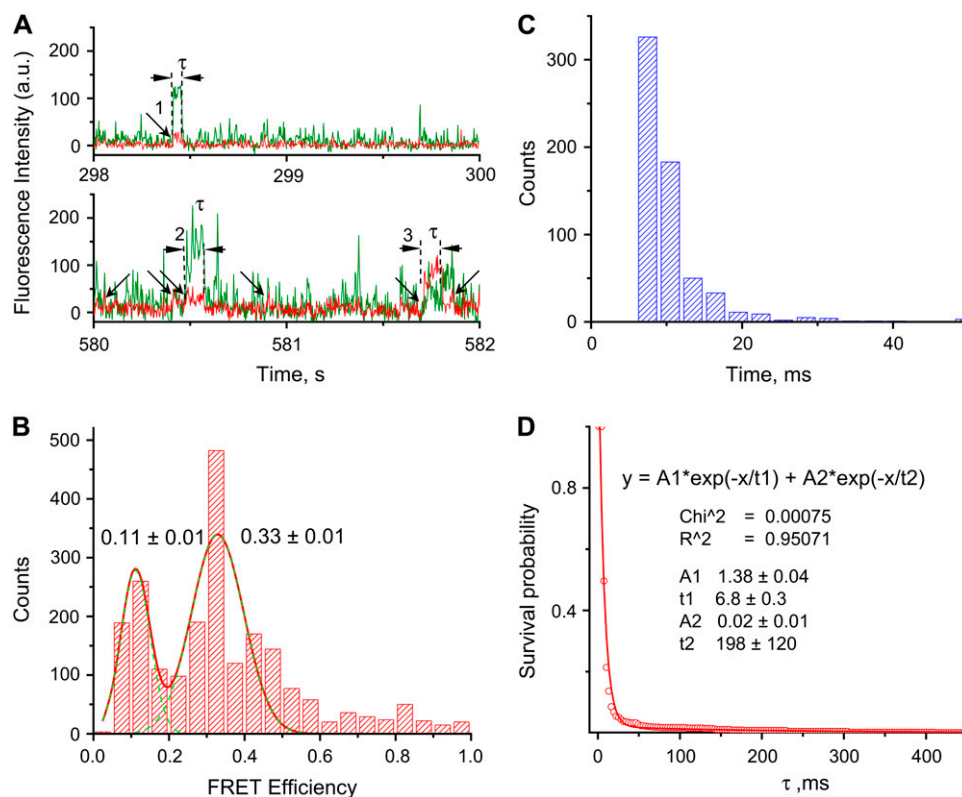 A
Fluorescence Intensity (a.u.)
200
100
0
1
τ
298
299
300
200
100
0
2
τ
3
τ
580
581
582
Time, s
C
Counts
300
200
100
0
0
20
40
Time, ms
B
Counts
500
400
300
200
100
0
0.11 ± 0.01
0.33 ± 0.01
0.0
0.2
0.4
0.6
0.8
1.0
FRET Efficiency
D
Survival probability
0.8
0.4
y = A1*exp(-x/t1) + A2*exp(-x/t2)
Chi^2 = 0.00075
R^2 = 0.95071
A1 1.38 ± 0.04
t1 6.8 ± 0.3
A2 0.02 ± 0.01
t2 198 ± 120
0
100
200
300
400
τ ,ms